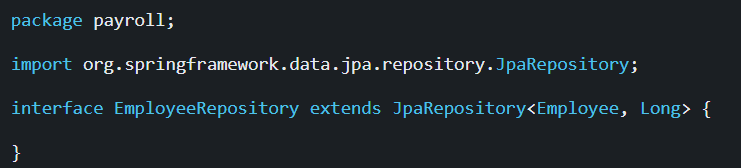 package payroll;
import org.springframework.data.jpa.repository.JpaRepository;
interface EmployeeRepository extends JpaRepository<Employee, Long> {
}